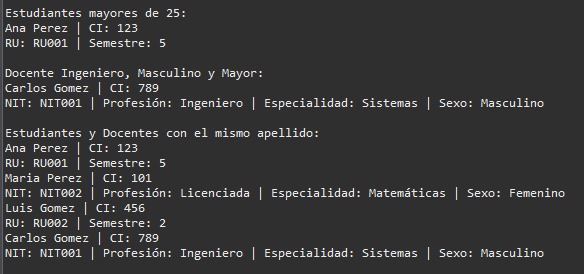 Estudiantes mayores de 25:
Ana Perez | CI: 123
RU: RU001 | Semestre: 5
Docente Ingeniero, Masculino y Mayor:
Carlos Gomez | CI: 789
NIT: NIT001 | Profesión: Ingeniero | Especialidad: Sistemas | Sexo: Masculino
Estudiantes y Docentes con el mismo apellido:
Ana Perez | CI: 123
RU: RU001 | Semestre: 5
Maria Perez | CI: 101
NIT: NIT002 | Profesión: Licenciada | Especialidad: Matemáticas | Sexo: Femenino
Luis Gomez | CI: 456
RU: RU002 | Semestre: 2
Carlos Gomez | CI: 789
NIT: NIT001 | Profesión: Ingeniero | Especialidad: Sistemas | Sexo: Masculino